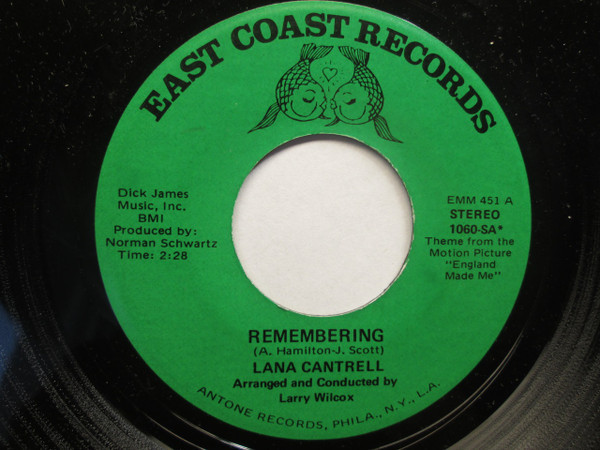 EAST COAST RECORDS
Dick James
Music, Inc.
BMI
Produced by:
Norman Schwartz
Time: 2:28
EMM 451 A
STEREO
1060-SA*
Theme from the
Motion Picture
"England
Made Me"
REMEMBERING
(A. Hamilton-J. Scott)
LANA CANTRELL
Arranged and Conducted by
Larry Wilcox
ANTONE RECORDS, PHILA., N.Y., L.A.